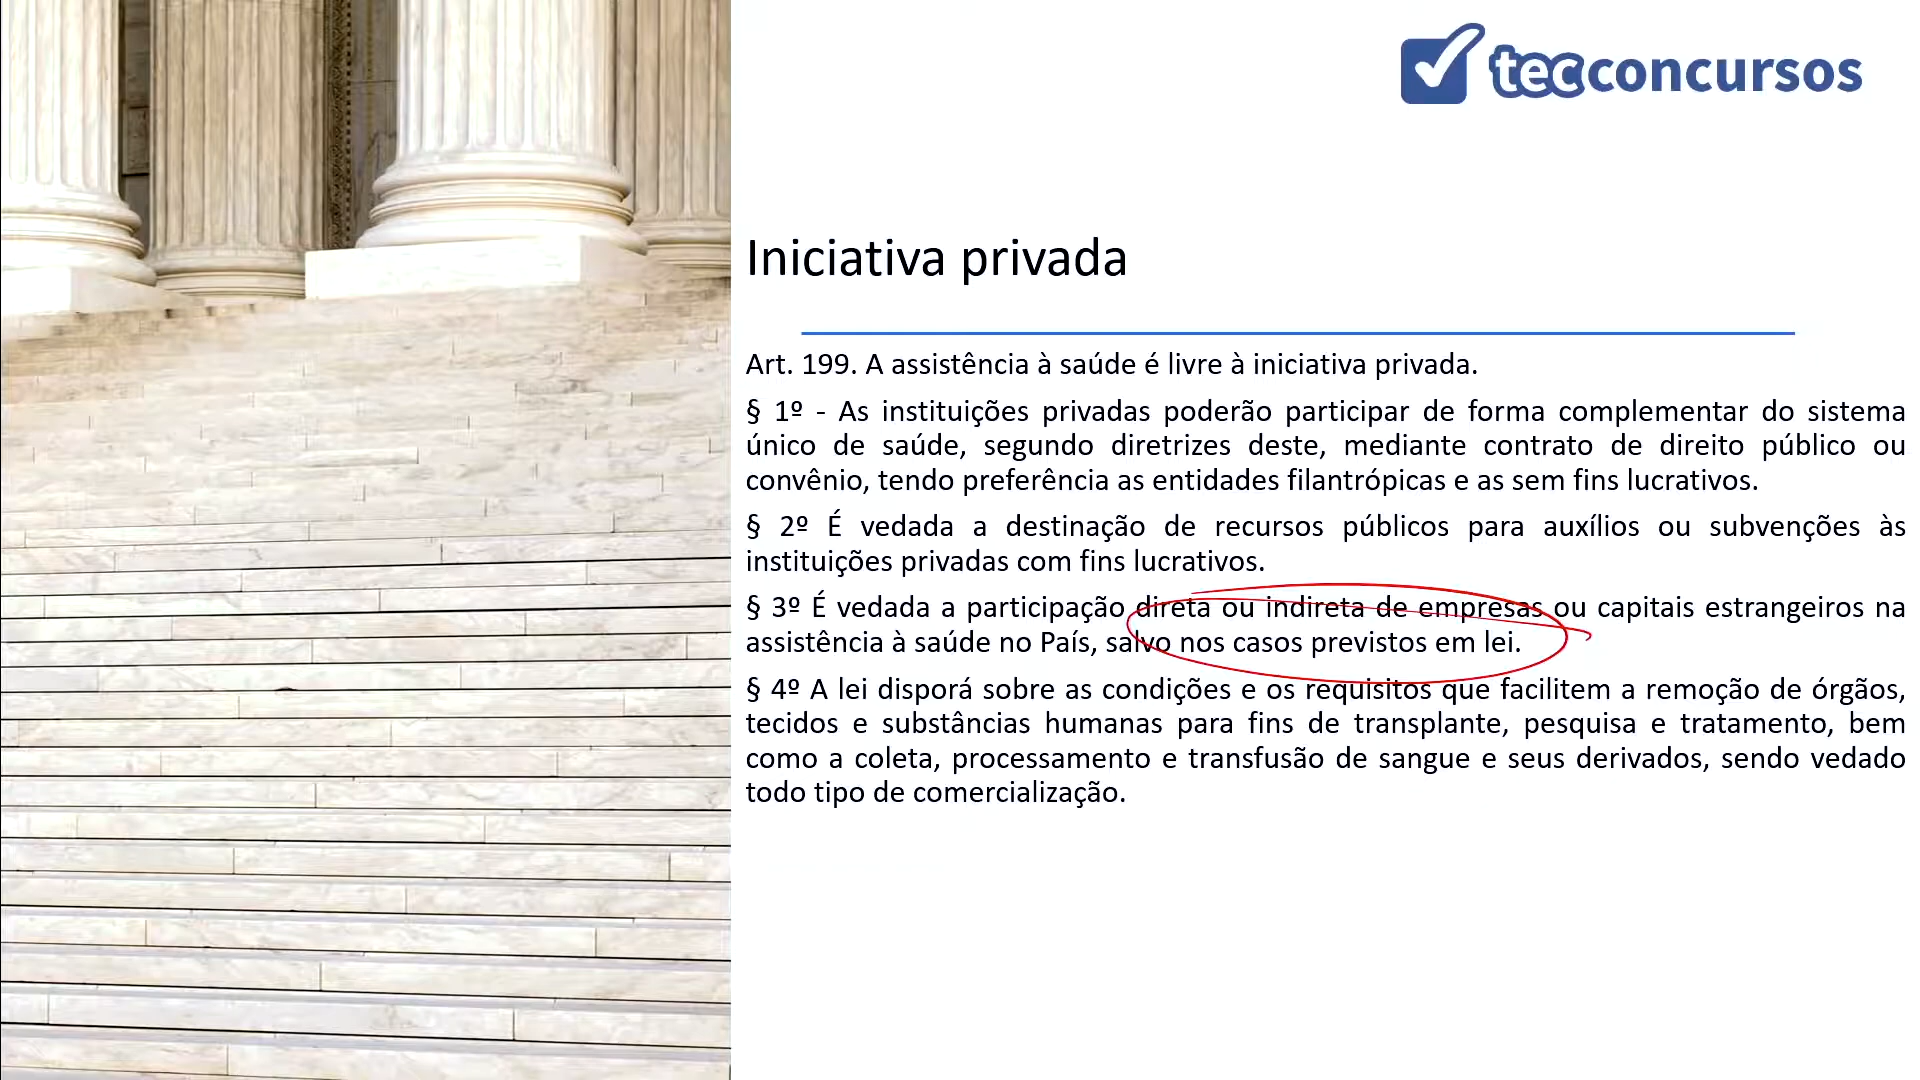 tecconcursos
Iniciativa privada
Art. 199. A assistência à saúde é livre à iniciativa privada.
§ 1º - As instituições privadas poderão participar de forma complementar do sistema
único de saúde, segundo diretrizes deste, mediante contrato de direito público ou
convênio, tendo preferência as entidades filantrópicas e as sem fins lucrativos.
§ 2º É vedada a destinação de recursos públicos para auxílios ou subvenções às
instituições privadas com fins lucrativos.
§ 3º É vedada a participação direta ou indireta de empresas ou capitais estrangeiros na
assistência à saúde no País, salvo nos casos previstos em lei.
§ 4º A lei disporá sobre as condições e os requisitos que facilitem a remoção de órgãos,
tecidos e substâncias humanas para fins de transplante, pesquisa e tratamento, bem
como a coleta, processamento e transfusão de sangue e seus derivados, sendo vedado
todo tipo de comercialização.